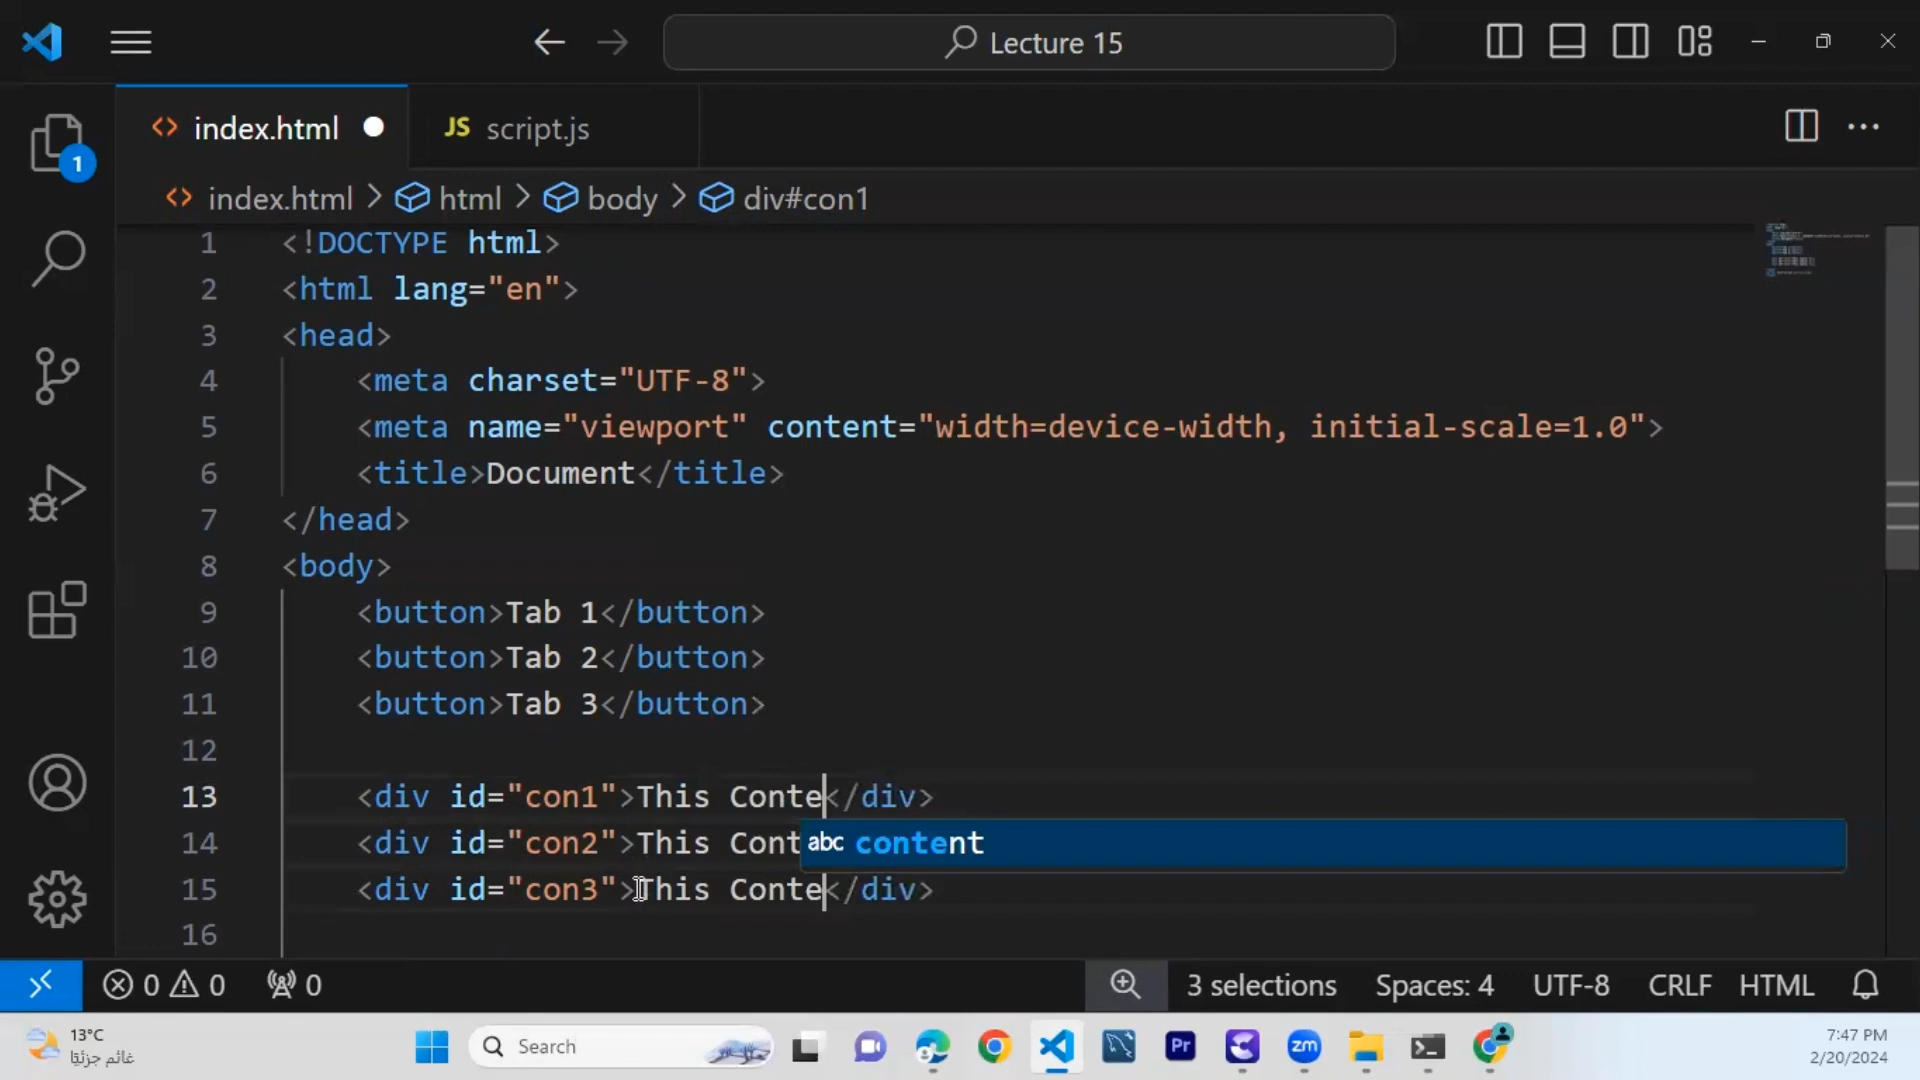 Lecture 15
index.html
JS script.js
1
index.html > html > body > div#con1
1 <!DOCTYPE html>
2 <html lang="en">
3 <head>
4 <meta charset="UTF-8">
5 <meta name="viewport" content="width=device-width, initial-scale=1.0">
6 <title>Document</title>
7 </head>
8 <body>
9 <button>Tab 1</button>
10 <button>Tab 2</button>
11 <button>Tab 3</button>
12
13 <div id="con1">This Conte</div>
14 <div id="con2">This Cont
abc content
15 <div id="con3">This Conte</div>
16
0 0 0 3 selections Spaces: 4 UTF-8 CRLF HTML
13°C
غائم جزئيًا
Search
Pr
zm
7:47 PM
2/20/2024